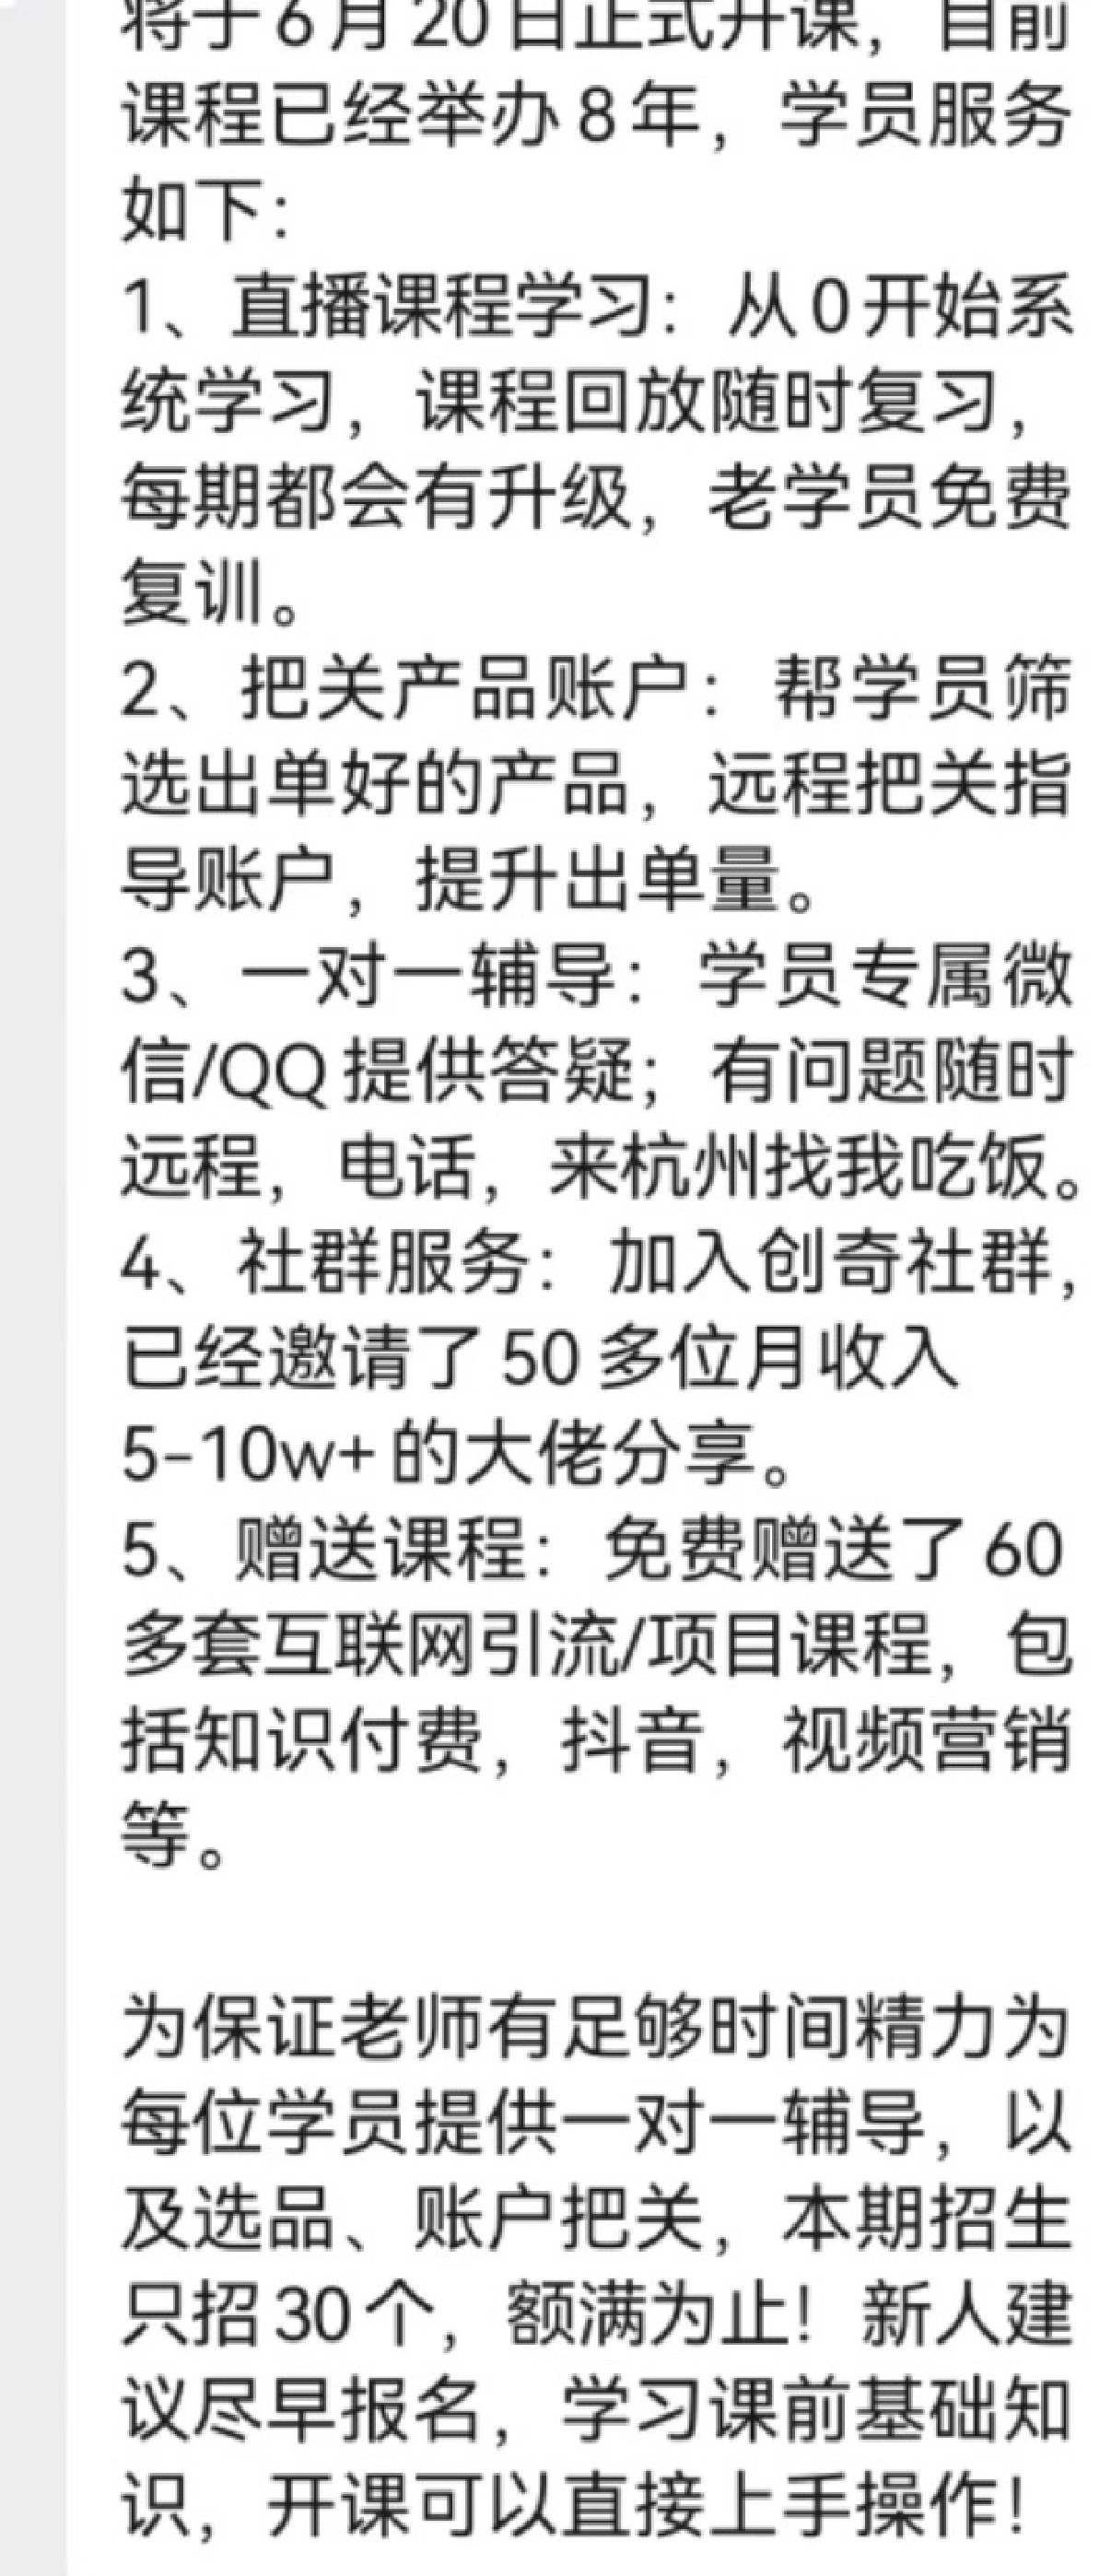 将于6月20日正式开课，目前
课程已经举办8年，学员服务
如下：
1、直播课程学习：从0开始系
统学习，课程回放随时复习，
每期都会有升级，老学员免费
复训。
2、把关产品账户：帮学员筛
选出单好的产品，远程把关指
导账户，提升出单量。
3、一对一辅导：学员专属微
信/QQ提供答疑；有问题随时
远程，电话，来杭州找我吃饭。
4、社群服务：加入创奇社群，
已经邀请了50多位月收入
5-10w+的大佬分享。
5、赠送课程：免费赠送了60
多套互联网引流/项目课程，包
括知识付费，抖音，视频营销
等。
为保证老师有足够时间精力为
每位学员提供一对一辅导，以
及选品、账户把关，本期招生
只招30个，额满为止！新人建
议尽早报名，学习课前基础知
识，开课可以直接上手操作！